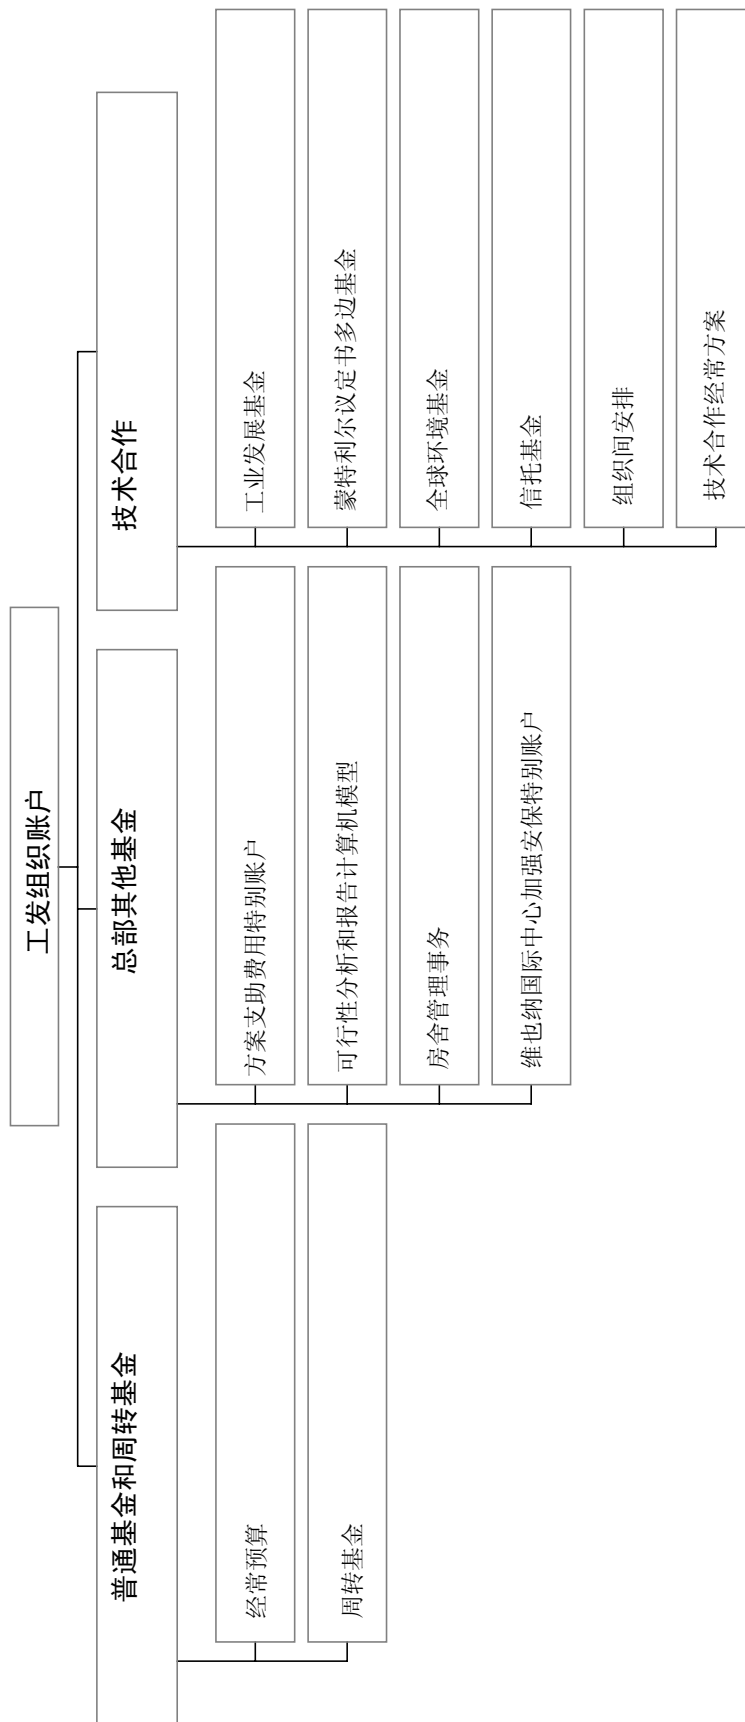 工发组织账户
普通基金和周转基金
经常预算
周转基金
总部其他基金
方案支助费用特别账户
可行性分析和报告计算机模型
房舍管理事务
维也纳国际中心加强安保特别账户
技术合作
工业发展基金
蒙特利尔议定书多边基金
全球环境基金
信托基金
组织间安排
技术合作经常方案